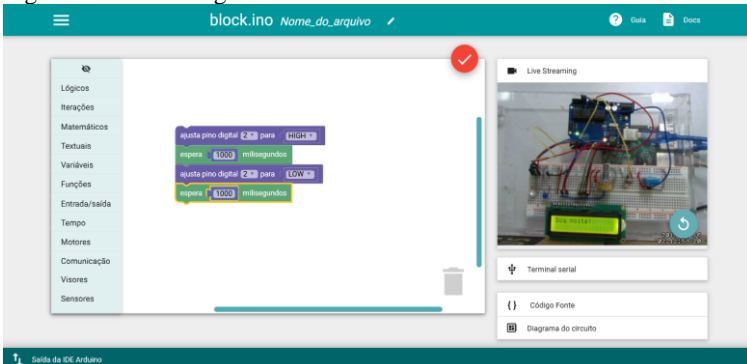 block.ino Nome_do_arquivo
Guia
Docs
Lógicos
Iterações
Matemáticos
Textuais
Variáveis
Funções
Entrada/saída
Tempo
Motores
Comunicação
Visores
Sensores
ajusta pino digital 2 para HIGH
espera 1000 milisegundos
ajusta pino digital 2 para LOW
espera 1000 milisegundos
Live Streaming
Boa noite!
Terminal serial
{ } Código Fonte
Diagrama do circuito
Saída da IDE Arduino